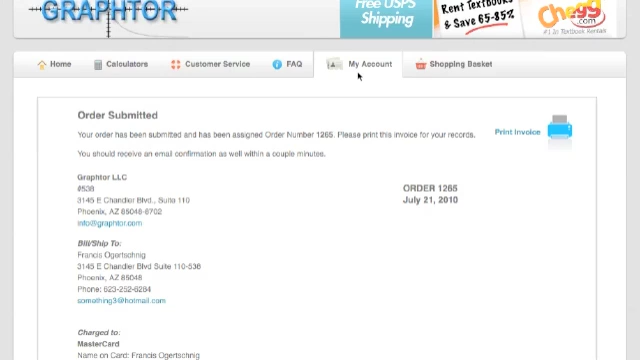 GRAPHTOR
Free USPS
Shipping
Rent Textbooks
& Save 65-85%
Chegg
.com
#1 In Textbook Rentals
Home
Calculators
Customer Service
FAQ
My Account
Shopping Basket
Order Submitted
Your order has been submitted and has been assigned Order Number 1265. Please print this invoice for your records.
Print Invoice
You should receive an email confirmation as well within a couple minutes.
Graphtor LLC
#538
3145 E Chandler Blvd., Suite 110
Phoenix, AZ 85048-8702
info@graphtor.com
ORDER 1265
July 21, 2010
Bill/Ship To:
Francis Ogertschnig
3145 E Chandler Blvd Suite 110-538
Phoenix, AZ 85048
Phone: 623-252-6284
something3@hotmail.com
Charged to:
MasterCard
Name on Card: Francis Ogertschnig